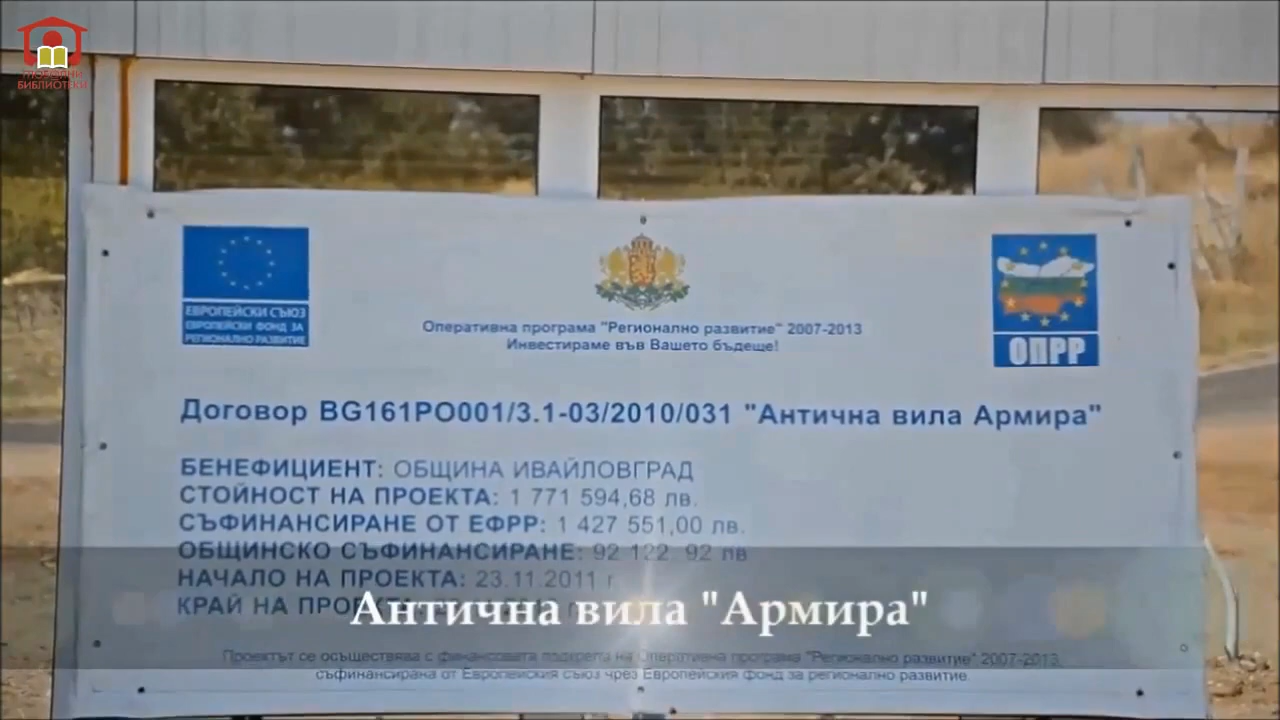 ГЛОБАЛНИ
БИБЛИОТЕКИ
ЕВРОПЕЙСКИ СЪЮЗ
ЕВРОПЕЙСКИ ФОНД ЗА
РЕГИОНАЛНО РАЗВИТИЕ
Оперативна програма "Регионално развитие" 2007-2013
Инвестираме във Вашето бъдеще!
ОПРР
Договор BG161PO001/3.1-03/2010/031 "Антична вила Армира"
БЕНЕФИЦИЕНТ: ОБЩИНА ИВАЙЛОВГРАД
СТОЙНОСТ НА ПРОЕКТА: 1 771 594,68 лв.
СЪФИНАНСИРАНЕ ОТ ЕФРР: 1 427 551,00 лв.
ОБЩИНСКО СЪФИНАНСИРАНЕ: 92 122, 92 лв
НАЧАЛО НА ПРОЕКТА: 23.11.2011 г.
КРАЙ НА ПРОЕКТА:
Антична вила "Армира"
Проектът се осъществява с финансовата подкрепа на Оперативна програма "Регионално развитие" 2007-2013,
съфинансирана от Европейския съюз чрез Европейския фонд за регионално развитие.